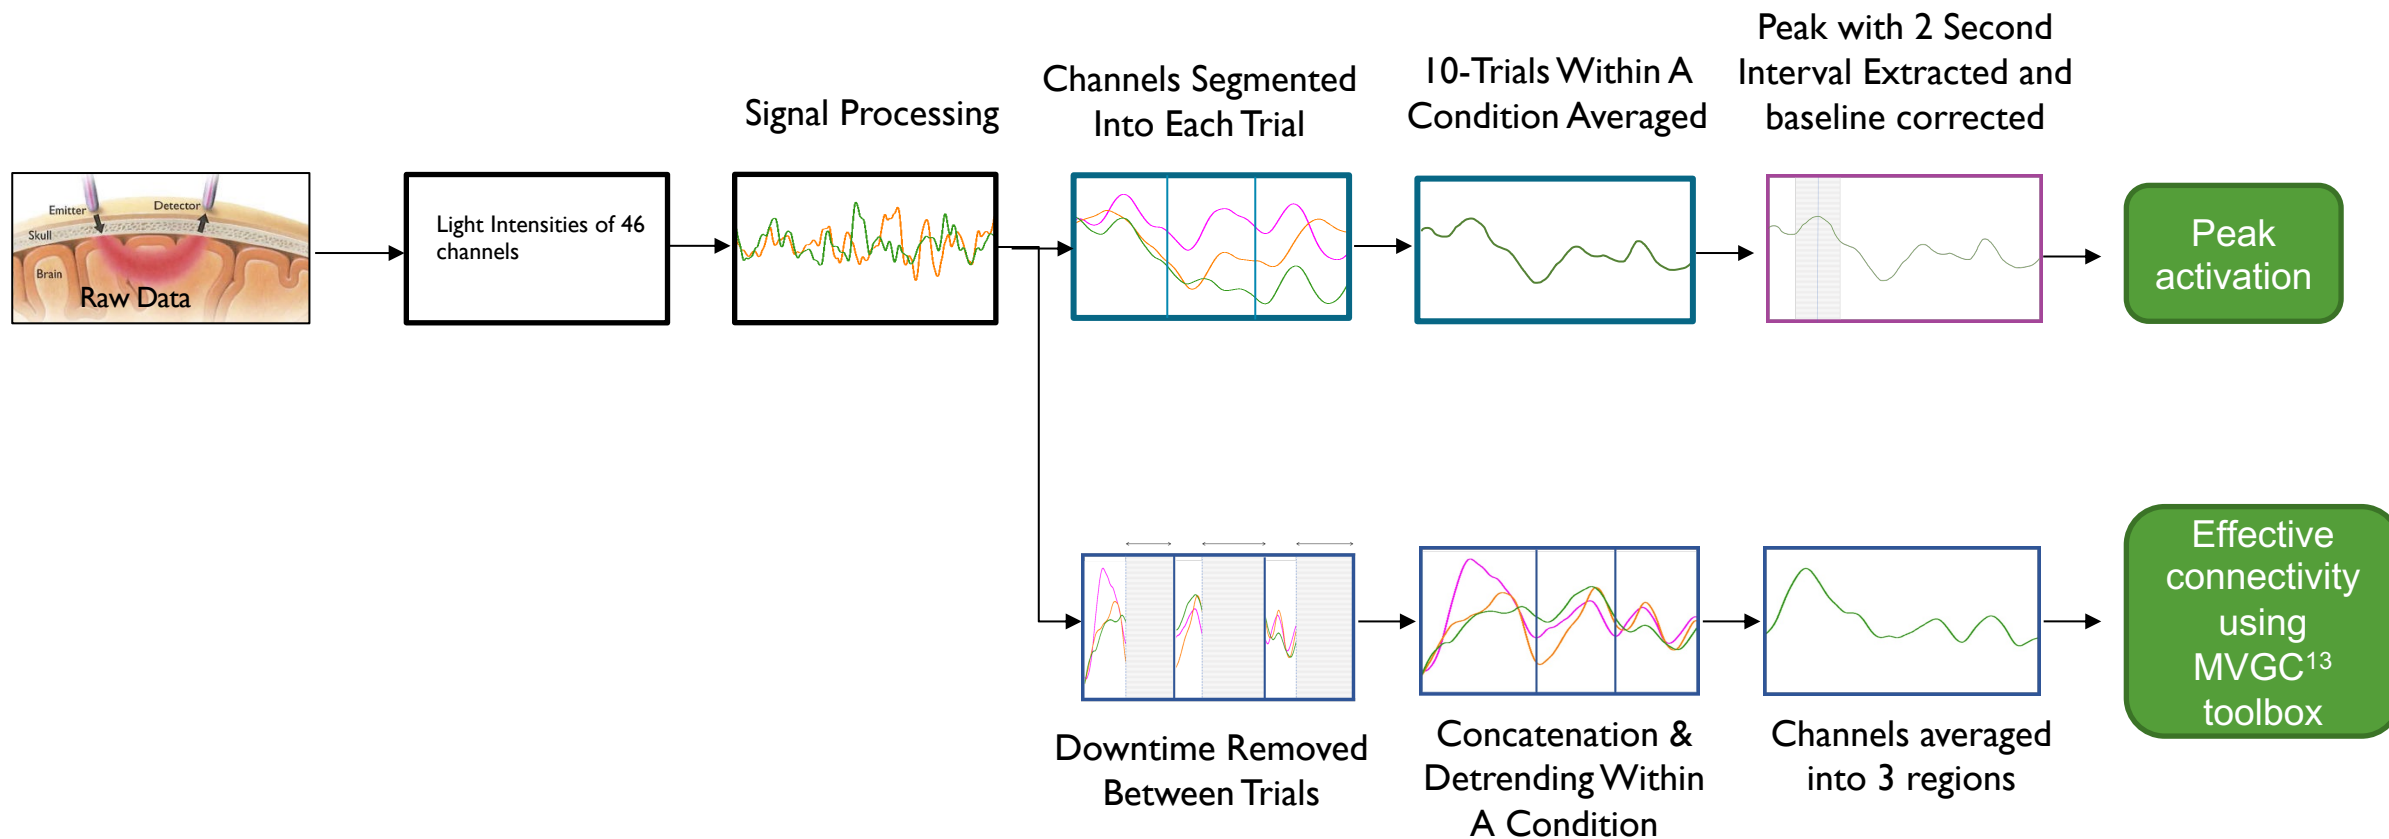 Emitter
Detector
Skull
Brain
Raw Data
Light Intensities of 46
channels
Signal Processing
Channels Segmented
Into Each Trial
10-Trials Within A
Condition Averaged
Peak with 2 Second
Interval Extracted and
baseline corrected
Peak
activation
Downtime Removed
Between Trials
Concatenation &
Detrending Within
A Condition
Channels averaged
into 3 regions
Effective
connectivity
using
MVGC¹³
toolbox